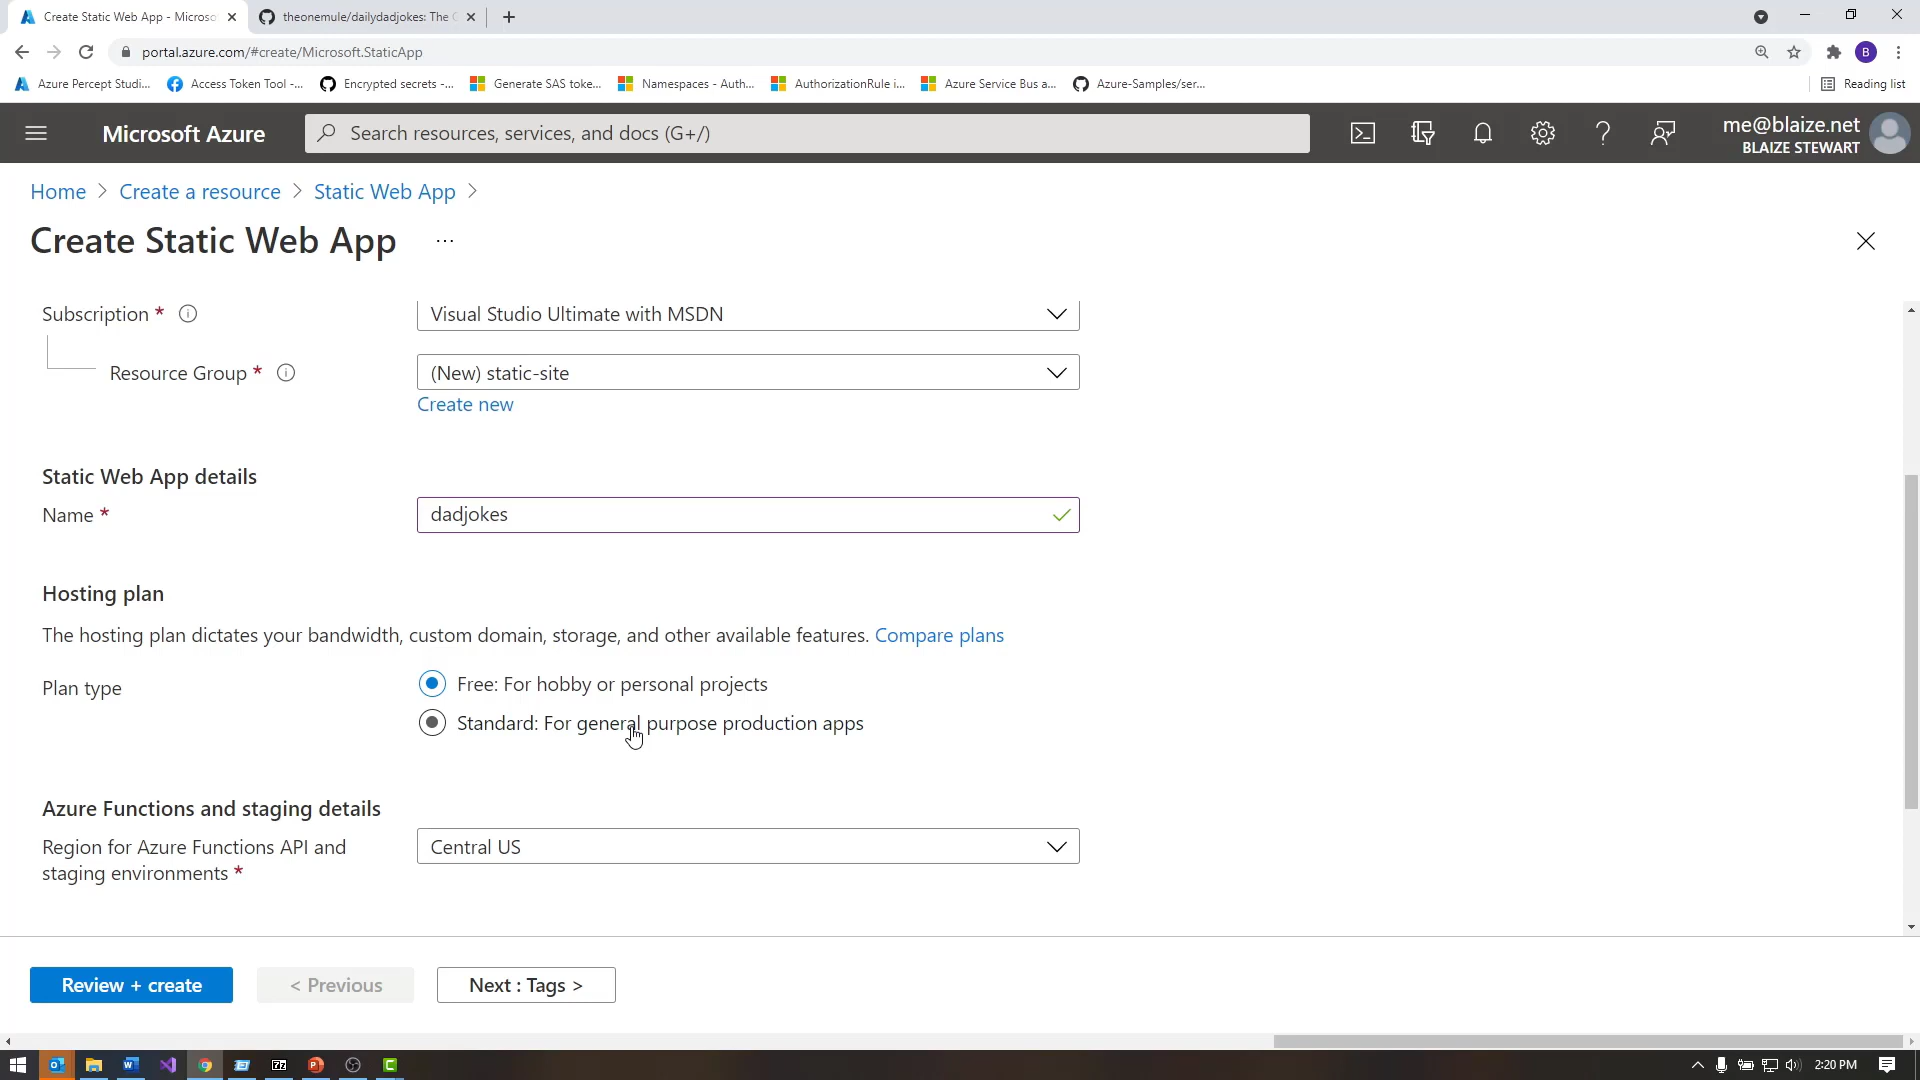 Create Static Web App - Microso
theonemule/dailydadjokes: The G
portal.azure.com/#create/Microsoft.StaticApp
B
Azure Percept Studi...
Access Token Tool -...
Encrypted secrets -...
Generate SAS toke...
Namespaces - Auth...
AuthorizationRule i...
Azure Service Bus a...
Azure-Samples/ser...
Reading list
Microsoft Azure
Search resources, services, and docs (G+/)
me@blaize.net
BLAIZE STEWART
Home > Create a resource > Static Web App >
Create Static Web App ...
Subscription *
Visual Studio Ultimate with MSDN
Resource Group *
(New) static-site
Create new
Static Web App details
Name *
dadjokes
Hosting plan
The hosting plan dictates your bandwidth, custom domain, storage, and other available features. Compare plans
Plan type
Free: For hobby or personal projects
Standard: For general purpose production apps
Azure Functions and staging details
Region for Azure Functions API and
staging environments *
Central US
Review + create
< Previous
Next : Tags >
2:20 PM